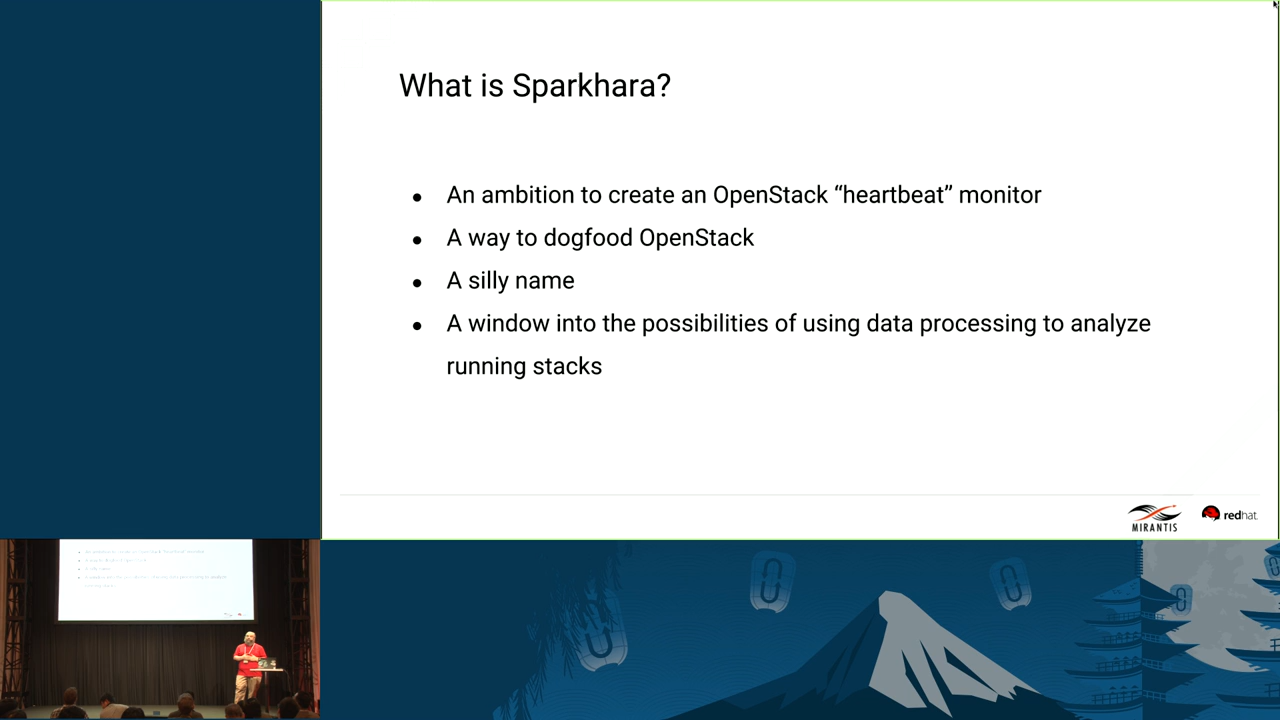 What is Sparkhara?
● An ambition to create an OpenStack “heartbeat” monitor
● A way to dogfood OpenStack
● A silly name
● A window into the possibilities of using data processing to analyze
running stacks
MIRANTIS
redhat.